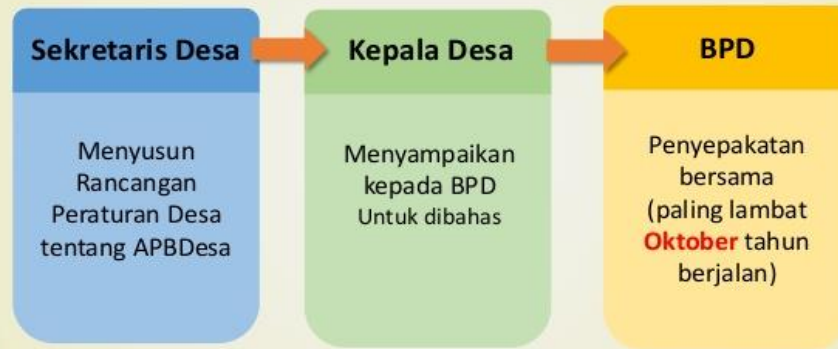 Sekretaris Desa
Menyusun
Rancangan
Peraturan Desa
tentang APBDesa
Kepala Desa
Menyampaikan
kepada BPD
Untuk dibahas
BPD
Penyepakatan
bersama
(paling lambat
Oktober tahun
berjalan)